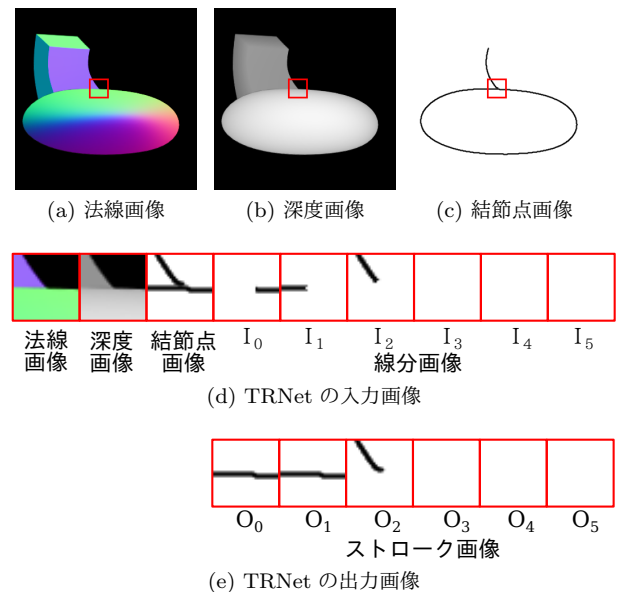 (a) 法線画像 (b) 深度画像 (c) 結節点画像
法線画像 深度画像 結節点画像 I₀ I₁ I₂ I₃ I₄ I₅
線分画像
(d) TRNet の入力画像
O₀ O₁ O₂ O₃ O₄ O₅
ストローク画像
(e) TRNet の出力画像